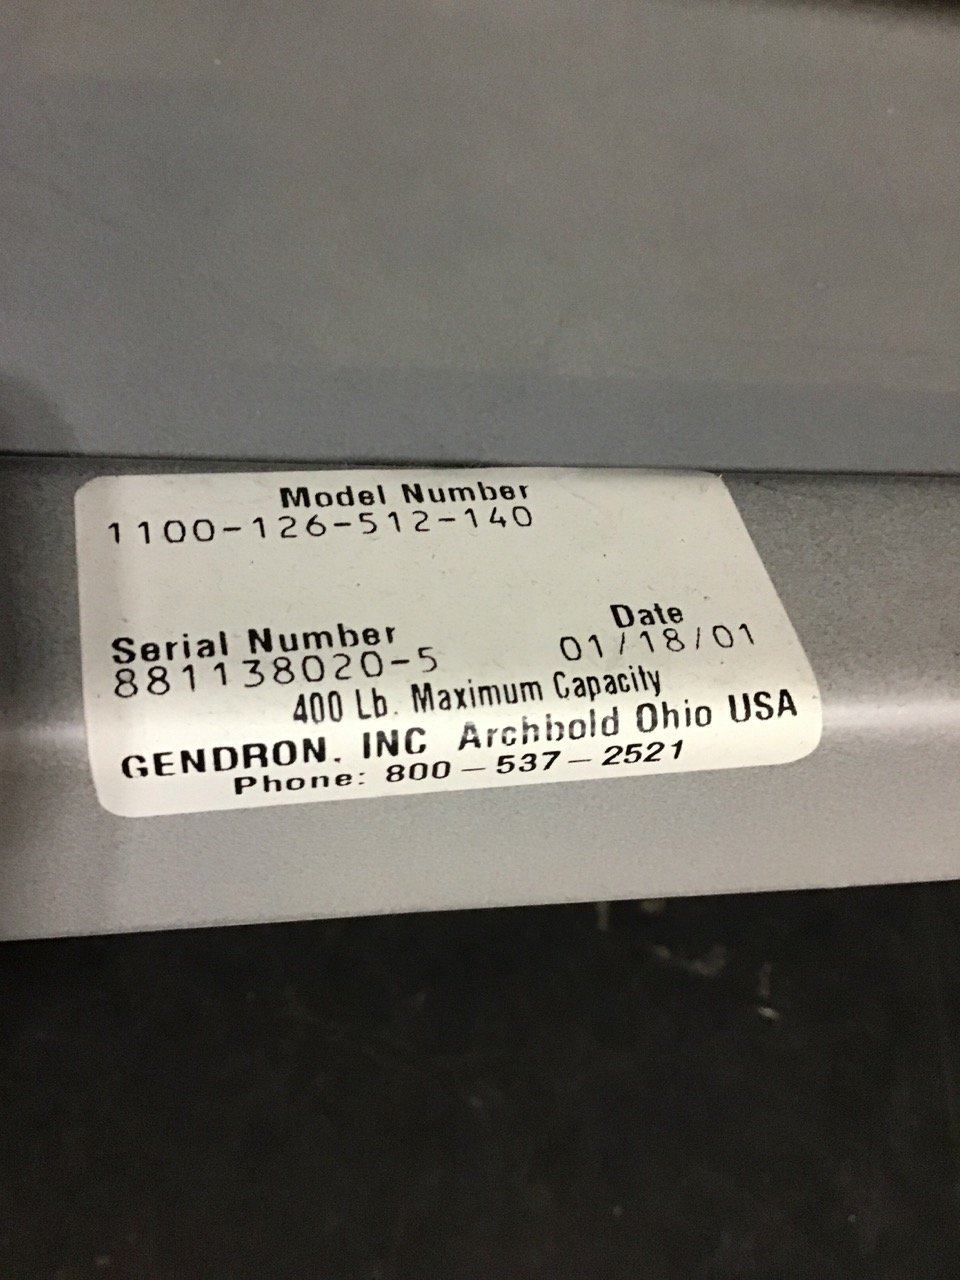 Model Number
1100-126-512-140
Serial Number
Date
881138020-5
01/18/01
400 Lb. Maximum Capacity
GENDRON, INC Archbold Ohio USA
Phone: 800-537-2521